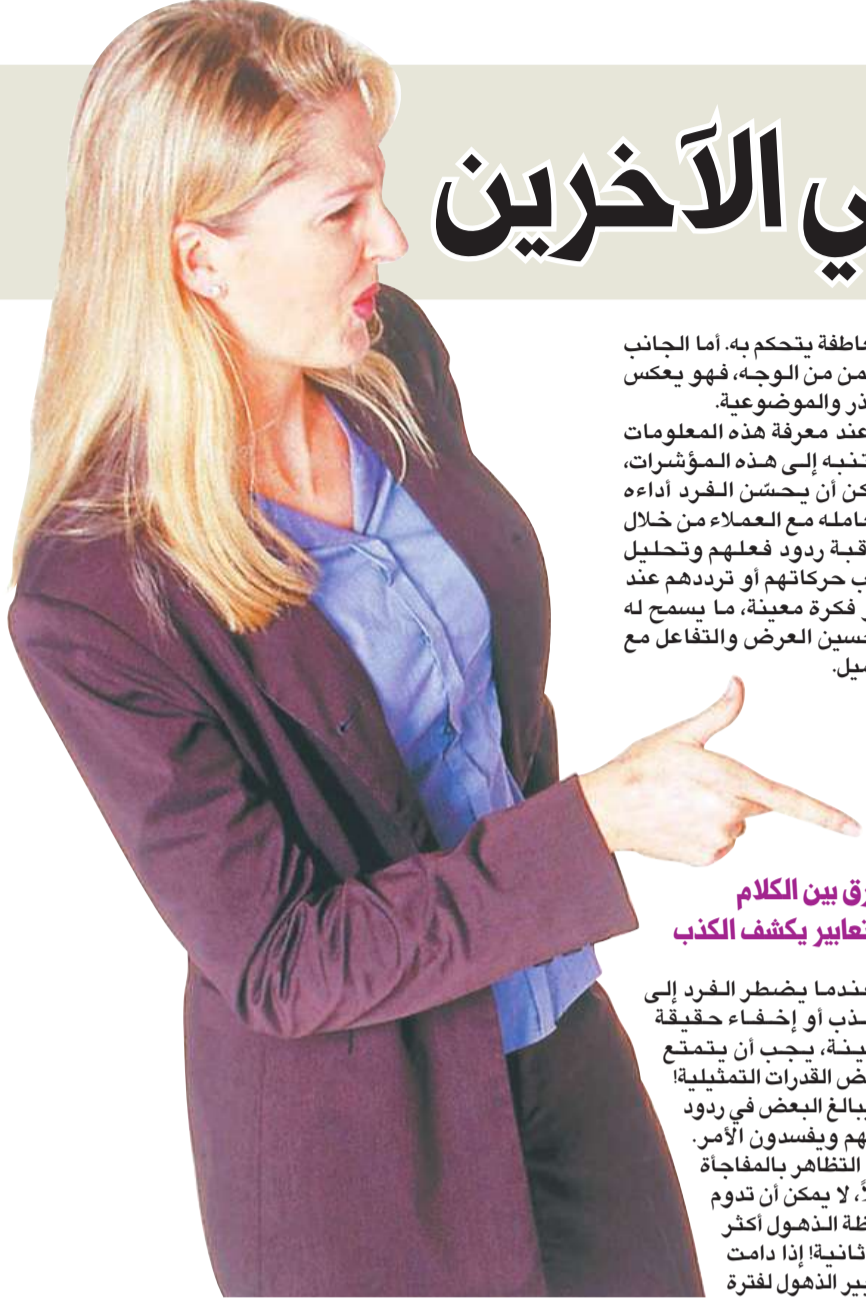 ي الآخرين
اطفة يتحكم به. أما الجانب
من من الوجه، فهو يعكس
ذر والموضوعية.
عند معرفة هذه المعلومات
تنبه إلى هذه المؤشرات،
كن أن يحسّن الفرد أداءه
امله مع العملاء من خلال
قبة ردود فعلهم وتحليل
ب حركاتهم أو ترددهم عند
ر فكرة معينة، ما يسمح له
سين العرض والتفاعل مع
ميل.
رق بين الكلام
تعابير يكشف الكذب
ندما يضطر الفرد إلى
ذب أو إخفاء حقيقة
ينة، يجب أن يتمتع
ض القدرات التمثيلية!
يبالغ البعض في ردود
هم ويفسدون الأمر.
التظاهر بالمفاجأة
لاً، لا يمكن أن تدوم
ظة الذهول أكثر
ثانية! إذا دامت
بير الذهول لفترة